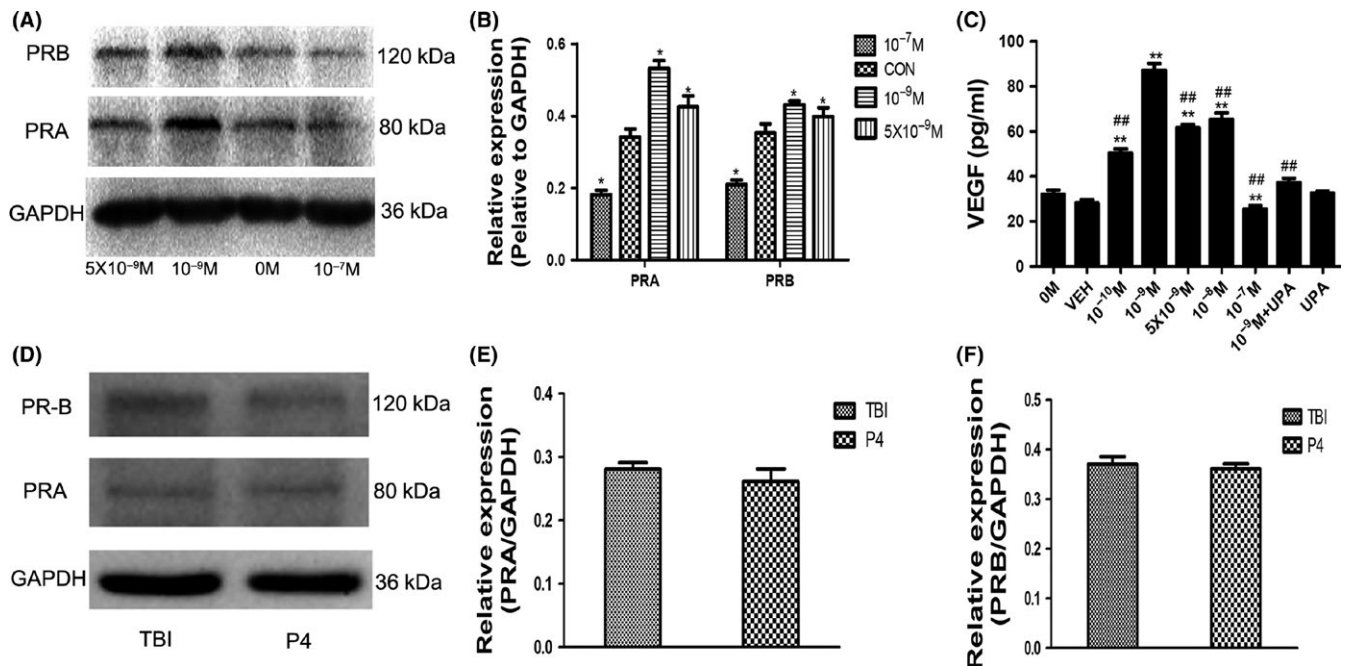 (A)
PRB
120 kDa
PRA
80 kDa
GAPDH
36 kDa
5X10⁻⁹M 10⁻⁹M 0M 10⁻⁷M
(B)
Relative expression
(Pelative to GAPDH)
0.6
0.4
0.2
0.0
* * * *
* * * *
PRA PRB
10⁻⁷M
CON
10⁻⁹M
5X10⁻⁹M
(C)
VEGF (pg/ml)
100
80
60
40
20
0
##
**
**
##
**
##
**
##
**
##
0M
VEH
10⁻¹⁰M
10⁻⁹M
5X10⁻⁹M
10⁻⁸M
10⁻⁷M
10⁻⁹M+UPA
UPA
(D)
PR-B
120 kDa
PRA
80 kDa
GAPDH
36 kDa
TBI P4
(E)
Relative expression
(PRA/GAPDH)
0.4
0.3
0.2
0.1
0.0
TBI
P4
(F)
Relative expression
(PRB/GAPDH)
0.5
0.4
0.3
0.2
0.1
0.0
TBI
P4